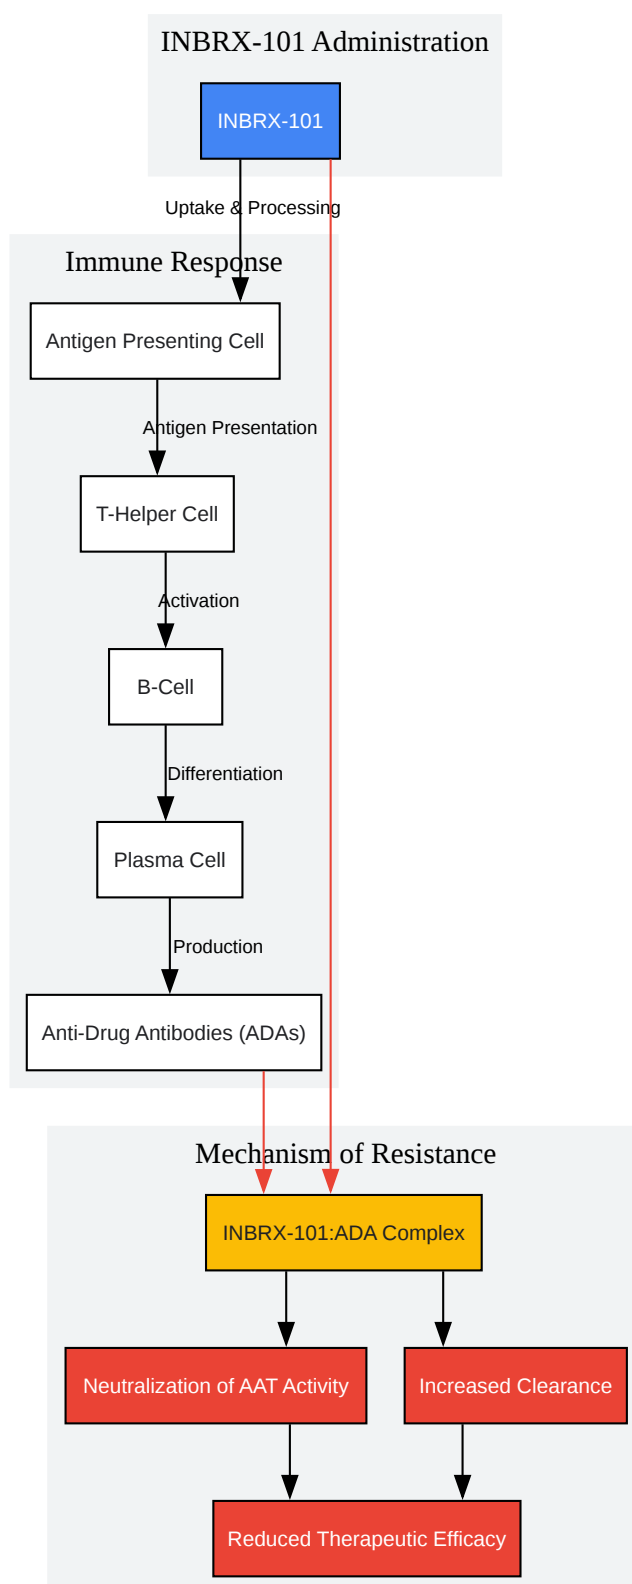 INBRX-101 Administration
INBRX-101
Uptake & Processing
Immune Response
Antigen Presenting Cell
Antigen Presentation
T-Helper Cell
Activation
B-Cell
Differentiation
Plasma Cell
Production
Anti-Drug Antibodies (ADAs)
Mechanism of Resistance
INBRX-101:ADA Complex
Neutralization of AAT Activity
Increased Clearance
Reduced Therapeutic Efficacy